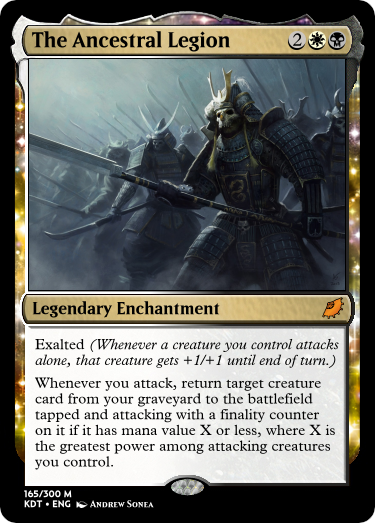 The Ancestral Legion 2
Legendary Enchantment
Exalted (Whenever a creature you control attacks
alone, that creature gets +1/+1 until end of turn.)
Whenever you attack, return target creature
card from your graveyard to the battlefield
tapped and attacking with a finality counter
on it if it has mana value X or less, where X is
the greatest power among attacking creatures
you control.
165/300 M
KDT • ENG Andrew Sonea